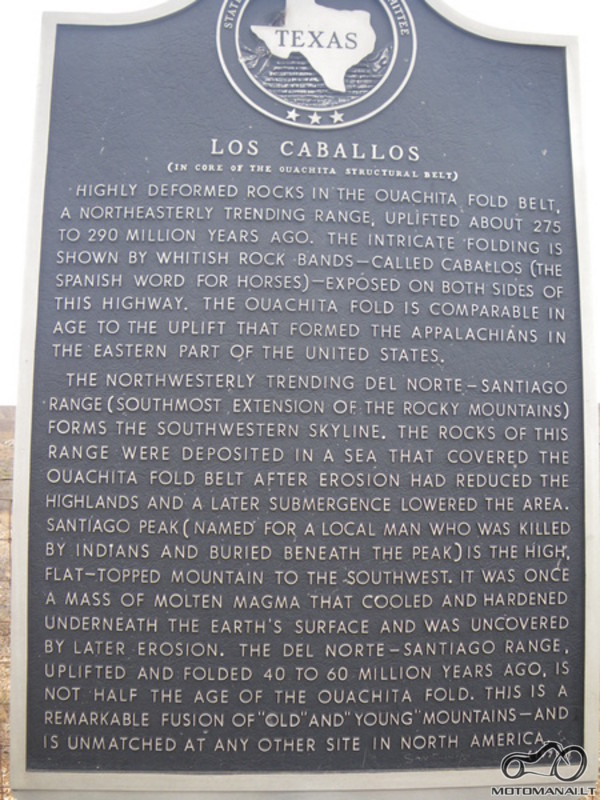 STATE
MITTEE
TEXAS
LOS CABALLOS
(IN CORE OF THE OUACHITA STRUCTURAL BELT)
HIGHLY DEFORMED ROCKS IN THE OUACHITA FOLD BELT,
A NORTHEASTERLY TRENDING RANGE, UPLIFTED ABOUT 275
TO 290 MILLION YEARS AGO. THE INTRICATE FOLDING IS
SHOWN BY WHITISH ROCK BANDS—CALLED CABALLOS (THE
SPANISH WORD FOR HORSES)—EXPOSED ON BOTH SIDES OF
THIS HIGHWAY. THE OUACHITA FOLD IS COMPARABLE IN
AGE TO THE UPLIFT THAT FORMED THE APPALACHIANS IN
THE EASTERN PART OF THE UNITED STATES.
THE NORTHWESTERLY TRENDING DEL NORTE-SANTIAGO
RANGE (SOUTHMOST EXTENSION OF THE ROCKY MOUNTAINS)
FORMS THE SOUTHWESTERN SKYLINE. THE ROCKS OF THIS
RANGE WERE DEPOSITED IN A SEA THAT COVERED THE
OUACHITA FOLD BELT AFTER EROSION HAD REDUCED THE
HIGHLANDS AND A LATER SUBMERGENCE LOWERED THE AREA.
SANTIAGO PEAK (NAMED FOR A LOCAL MAN WHO WAS KILLED
BY INDIANS AND BURIED BENEATH THE PEAK) IS THE HIGH,
FLAT-TOPPED MOUNTAIN TO THE SOUTHWEST. IT WAS ONCE
A MASS OF MOLTEN MAGMA THAT COOLED AND HARDENED
UNDERNEATH THE EARTH'S SURFACE AND WAS UNCOVERED
BY LATER EROSION. THE DEL NORTE-SANTIAGO RANGE,
UPLIFTED AND FOLDED 40 TO 60 MILLION YEARS AGO, IS
NOT HALF THE AGE OF THE OUACHITA FOLD. THIS IS A
REMARKABLE FUSION OF "OLD" AND "YOUNG" MOUNTAINS—AND
IS UNMATCHED AT ANY OTHER SITE IN NORTH AMERICA.
MOTOMANAI.LT